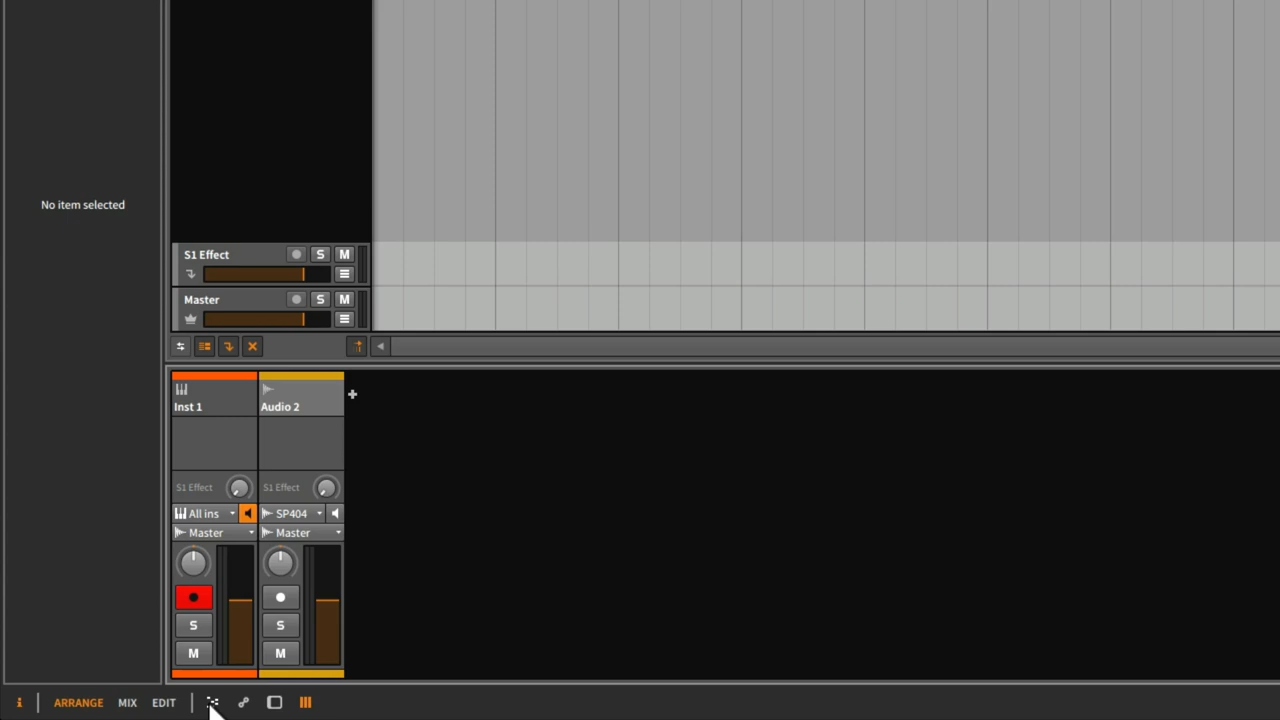 No item selected
S1 Effect
S
M
Master
S
M
Inst 1
Audio 2
S1 Effect
S1 Effect
All ins
SP404
Master
Master
S
S
M
M
i
ARRANGE
MIX
EDIT